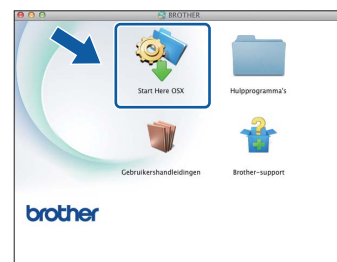 BROTHER
Start Here OSX
Hulpprogramma's
Gebruikershandleidingen
Brother-support
brother